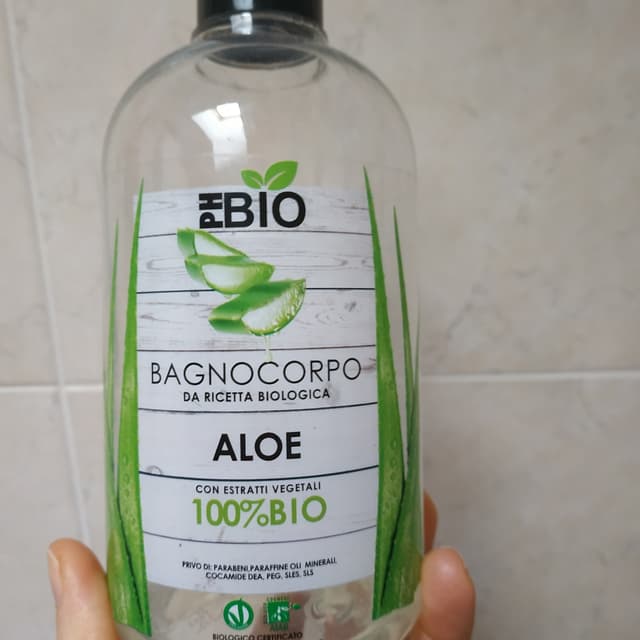 PH BIO
BAGNOCORPO
DA RICETTA BIOLOGICA
ALOE
CON ESTRATTI VEGETALI
100%BIO
PRIVO DI: PARABENI,PARAFFINE OLI MINERALI,
COCAMIDE DEA, PEG, SLES, SLS
BIOLOGICO CERTIFICATO